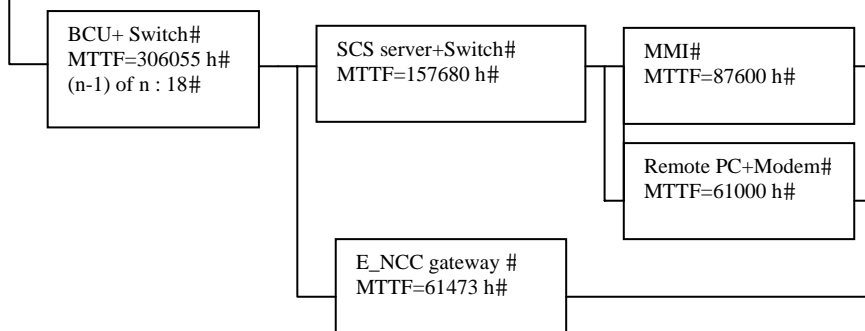 BCU+ Switch#
MTTF=306055 h#
(n-1) of n : 18#
SCS server+Switch#
MTTF=157680 h#
MMI#
MTTF=87600 h#
Remote PC+Modem#
MTTF=61000 h#
E_NCC gateway #
MTTF=61473 h#